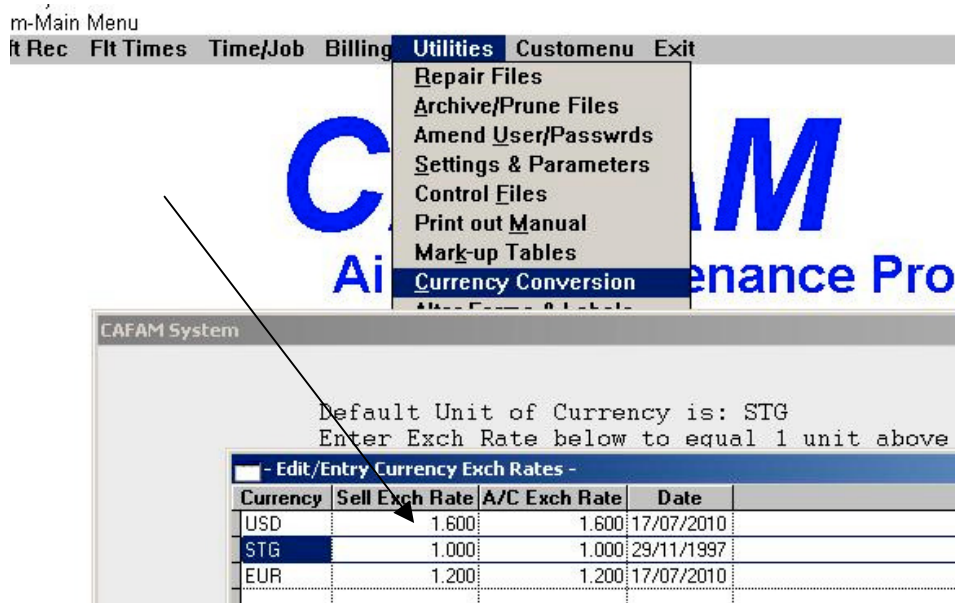 m-Main Menu
ft Rec Flt Times Time/Job Billing Utilities Customenu Exit
Repair Files
Archive/Prune Files
Amend User/Passwrds
Settings & Parameters
Control Files
Print out Manual
Mark-up Tables
Currency Conversion
C M
Ai enance Pro
CAFAM System
Default Unit of Currency is: STG
Enter Exch Rate below to equal 1 unit above
- Edit/Entry Currency Exch Rates -
Currency Sell Exch Rate A/C Exch Rate Date
USD 1.600 1.600 17/07/2010
STG 1.000 1.000 29/11/1997
EUR 1.200 1.200 17/07/2010